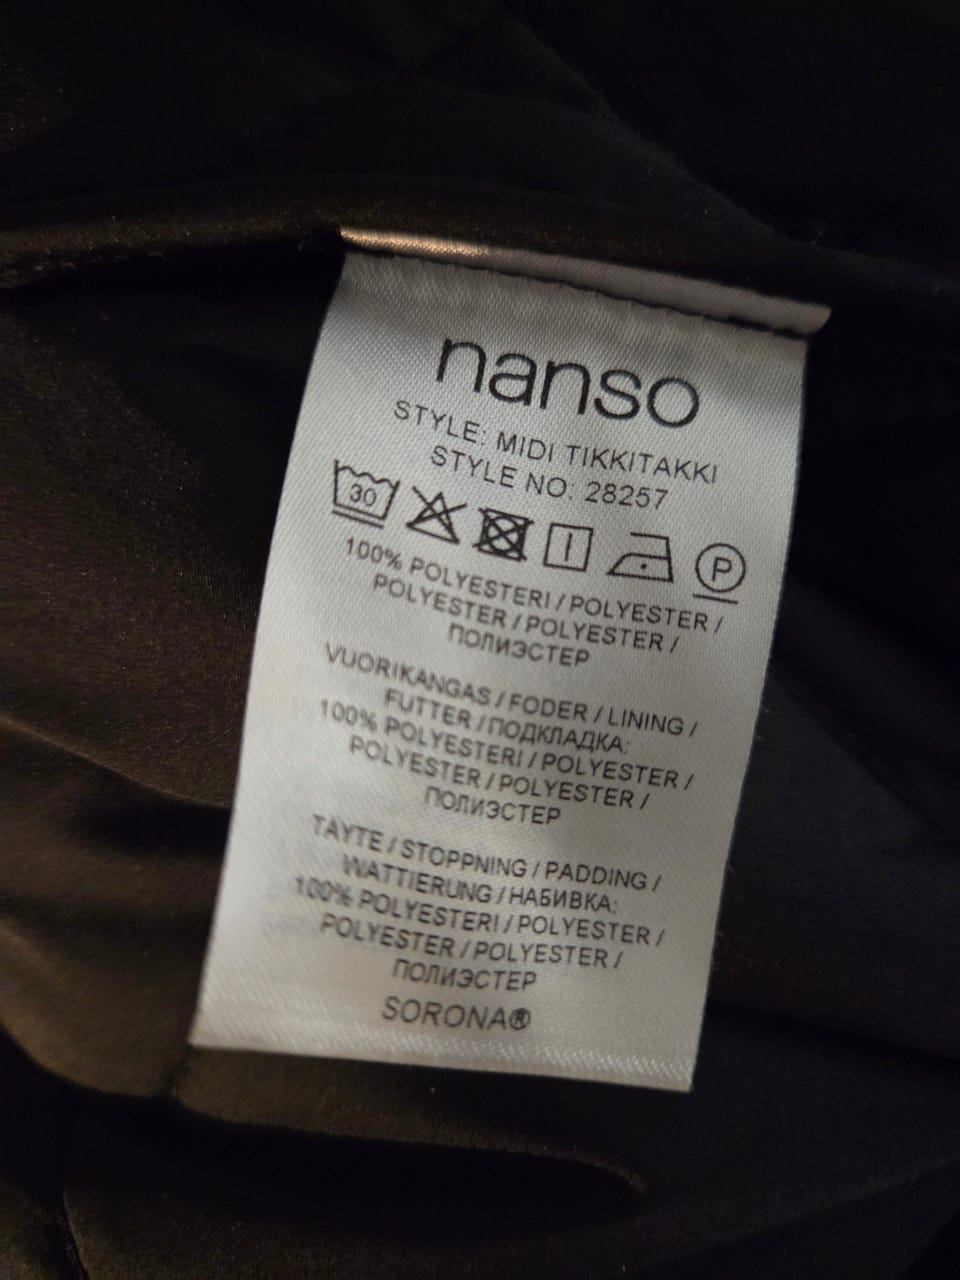 nanso
STYLE: MIDI TIKKITAKKI
STYLE NO: 28257
30 P
100% POLYESTERI / POLYESTER /
POLYESTER / POLYESTER /
ПОЛИЭСТЕР
VUORIKANGAS / FODER / LINING /
FUTTER / ПОДКЛАДКА:
100% POLYESTERI / POLYESTER /
POLYESTER / POLYESTER /
ПОЛИЭСТЕР
TÄYTE / STOPPNING / PADDING /
WATTIERUNG / НАБИВКА:
100% POLYESTERI / POLYESTER /
POLYESTER / POLYESTER /
ПОЛИЭСТЕР
SORONA®